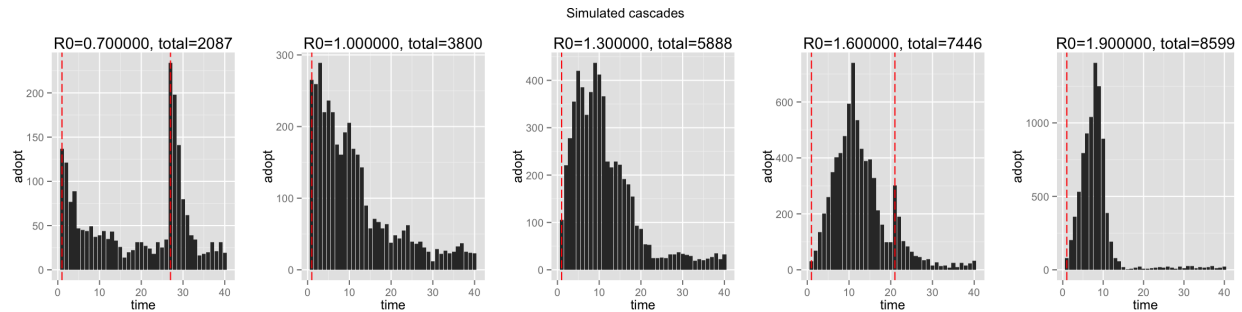 Simulated cascades
R0=0.700000, total=2087
R0=1.000000, total=3800
R0=1.300000, total=5888
R0=1.600000, total=7446
R0=1.900000, total=8599
adopt
200
150
100
50
0
0 10 20 30 40
time
adopt
300
200
100
0
0 10 20 30 40
time
adopt
400
300
200
100
0
0 10 20 30 40
time
adopt
600
400
200
0
0 10 20 30 40
time
adopt
1000
500
0
0 10 20 30 40
time